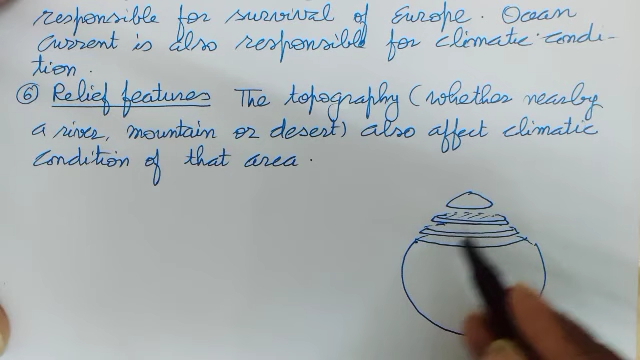 responsible for survival of Europe. Ocean
current is also responsible for climatic condi-
tion.
⑥ Relief features The topography (whether nearby
a river, mountain or desert) also affect climatic
condition of that area.